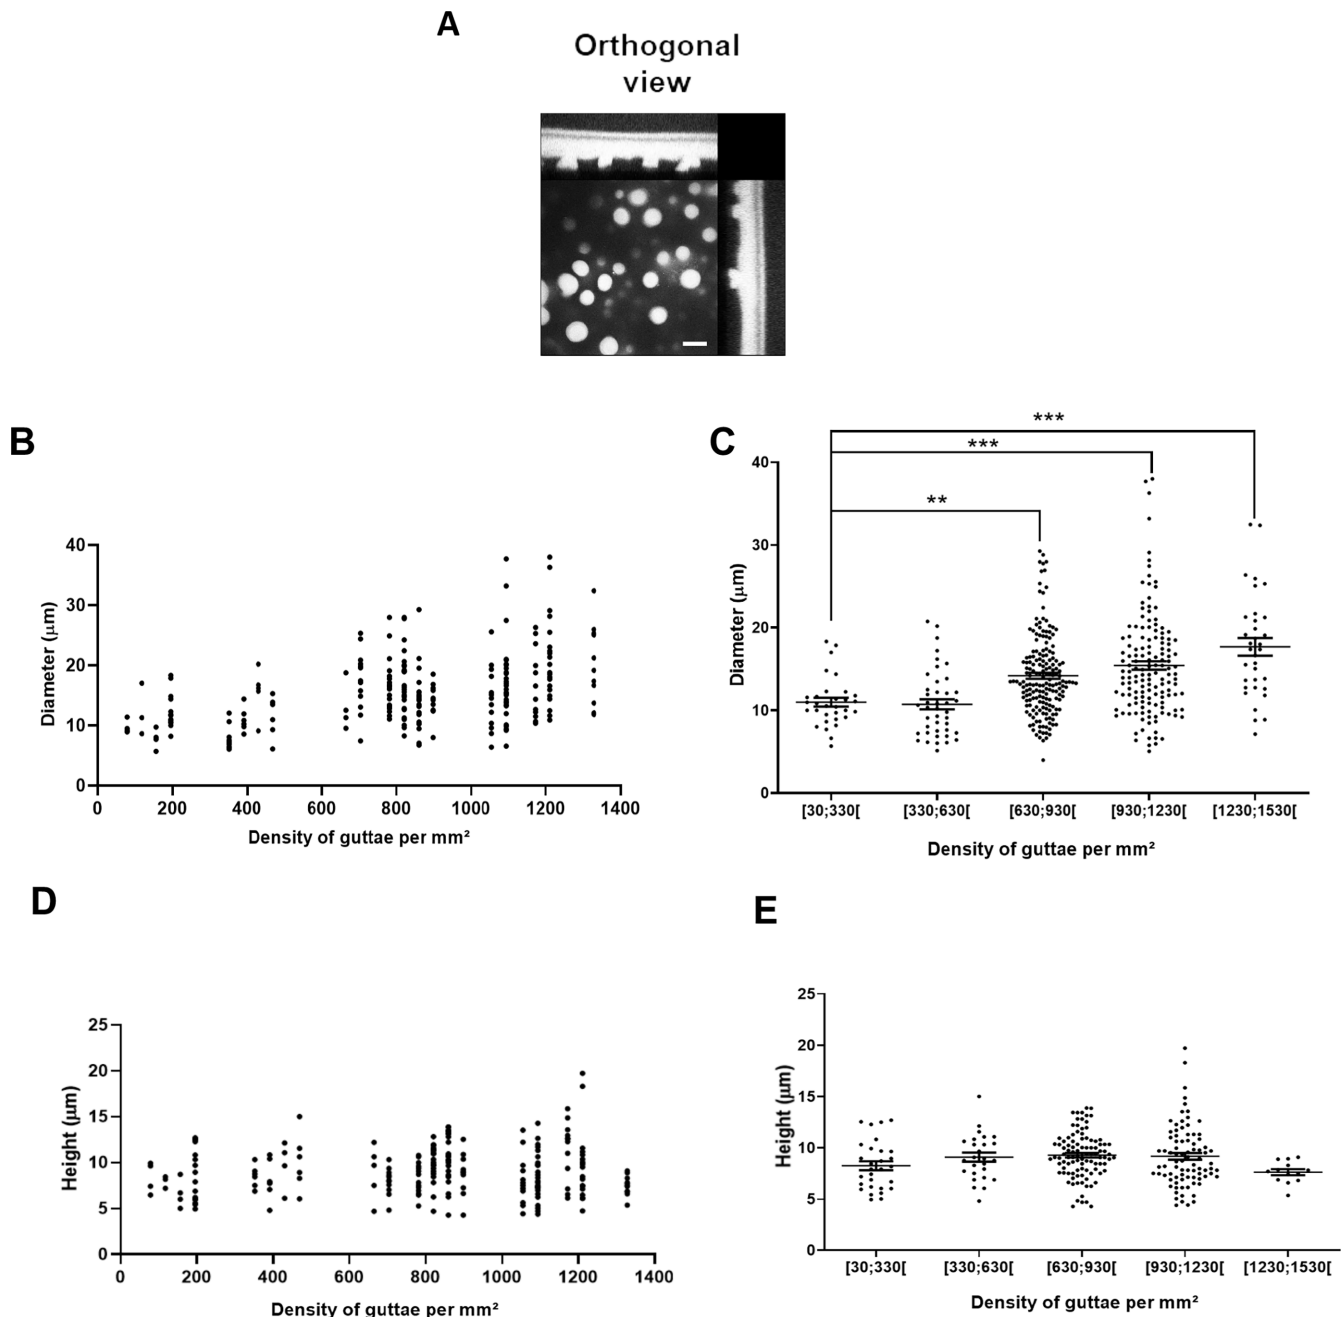 A
Orthogonal
view
B
40
30
20
10
0
Diameter (μm)
0 200 400 600 800 1000 1200 1400
Density of guttae per mm²
C
***
***
**
40
30
20
10
0
Diameter (μm)
[30;330[ [330;630[ [630;930[ [930;1230[ [1230;1530[
Density of guttae per mm²
D
25
20
15
10
5
0
Height (μm)
0 200 400 600 800 1000 1200 1400
Density of guttae per mm²
E
25
20
15
10
5
0
Height (μm)
[30;330[ [330;630[ [630;930[ [930;1230[ [1230;1530[
Density of guttae per mm²